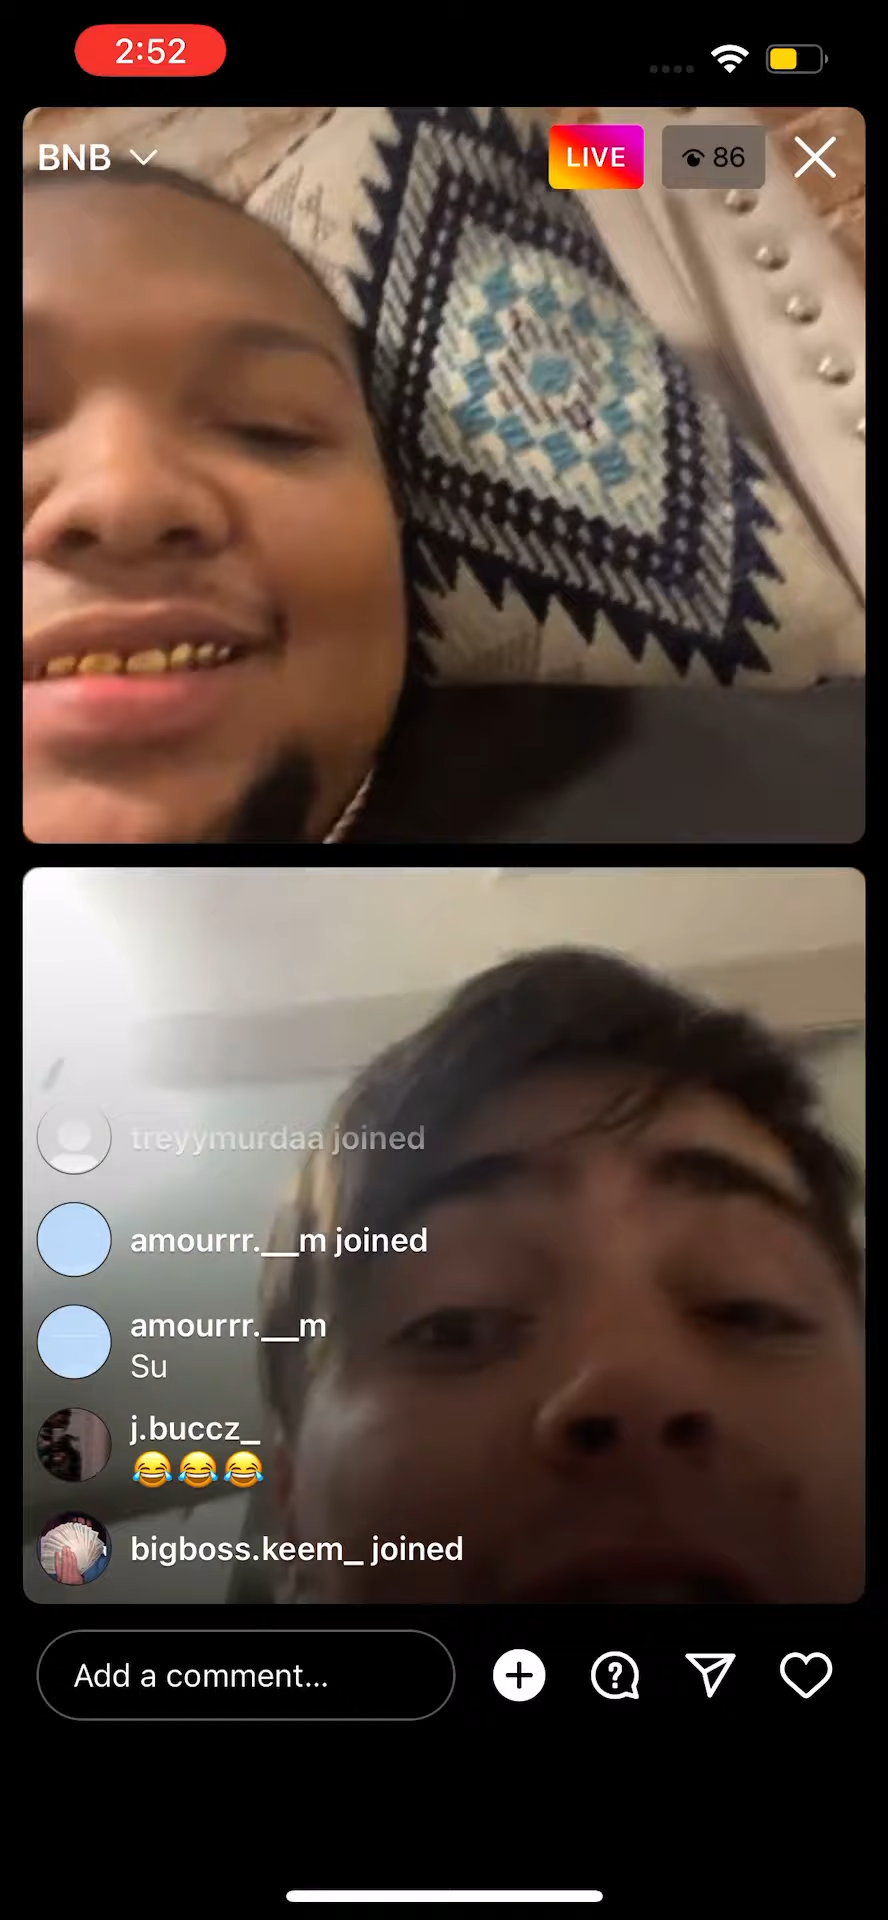 2:52
BNB
LIVE
86
treyymurdaa joined
amourrr.__m joined
amourrr.__m
Su
j.buccz_
😂😂😂
bigboss.keem_ joined
Add a comment...